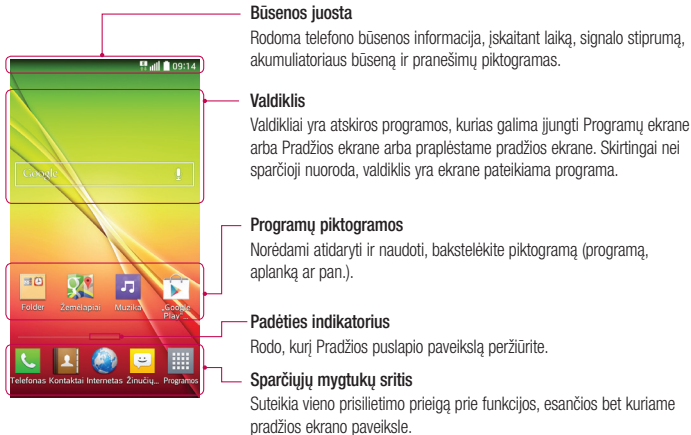 Būsenos juosta
Rodoma telefono būsenos informacija, įskaitant laiką, signalo stiprumą,
akumuliatoriaus būseną ir pranešimų piktogramas.
09:14
Valdiklis
Valdikliai yra atskiros programos, kurias galima įjungti Programų ekrane
arba Pradžios ekrane arba praplėstame pradžios ekrane. Skirtingai nei
sparčioji nuoroda, valdiklis yra ekrane pateikiama programa.
Google
Programų piktogramos
Norėdami atidaryti ir naudoti, bakstelėkite piktogramą (programą,
aplanką ar pan.).
Folder Žemėlapiai Muzika „Google
Play“...
Padėties indikatorius
Rodo, kurį Pradžios puslapio paveikslą peržiūrite.
Telefonas Kontaktai Internetas Žinučių... Programos
Sparčiųjų mygtukų sritis
Suteikia vieno prisilietimo prieigą prie funkcijos, esančios bet kuriame
pradžios ekrano paveiksle.